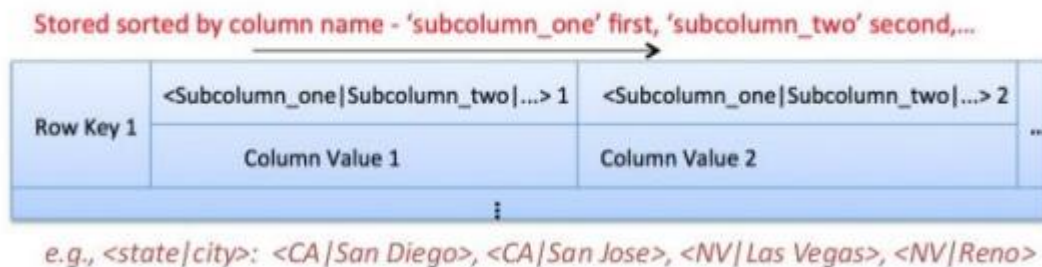 Stored sorted by column name - ‘subcolumn_one’ first, ‘subcolumn_two’ second,...
Row Key 1
<Subcolumn_one|Subcolumn_two|...> 1
<Subcolumn_one|Subcolumn_two|...> 2
...
Column Value 1
Column Value 2
⋮
e.g., <state|city>: <CA|San Diego>, <CA|San Jose>, <NV|Las Vegas>, <NV|Reno>